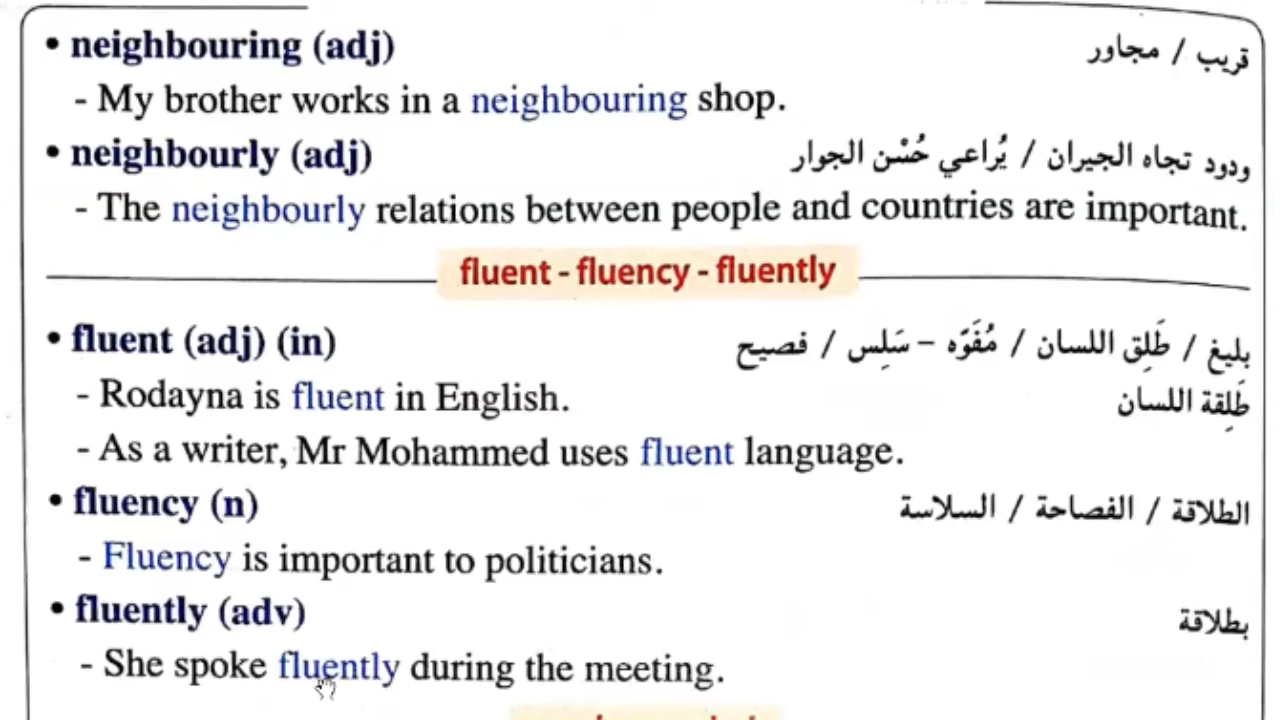 • neighbouring (adj) قريب / مجاور
- My brother works in a neighbouring shop.
• neighbourly (adj) ودود تجاه الجيران / يُراعي حُسْن الجوار
- The neighbourly relations between people and countries are important.
fluent - fluency - fluently
• fluent (adj) (in) بليغ / طَلِق اللسان / مُفَوَّه – سَلِس / فصيح
- Rodayna is fluent in English. طَلِقة اللسان
- As a writer, Mr Mohammed uses fluent language.
• fluency (n) الطلاقة / الفصاحة / السلاسة
- Fluency is important to politicians.
• fluently (adv) بطلاقة
- She spoke fluently during the meeting.